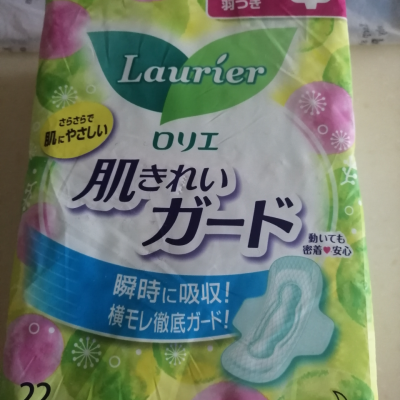 羽つき
Laurier
さらさらで
肌にやさしい
ロリエ
肌きれい
ガード
動いても
密着♥安心
瞬時に吸収!
横モレ徹底ガード!
22